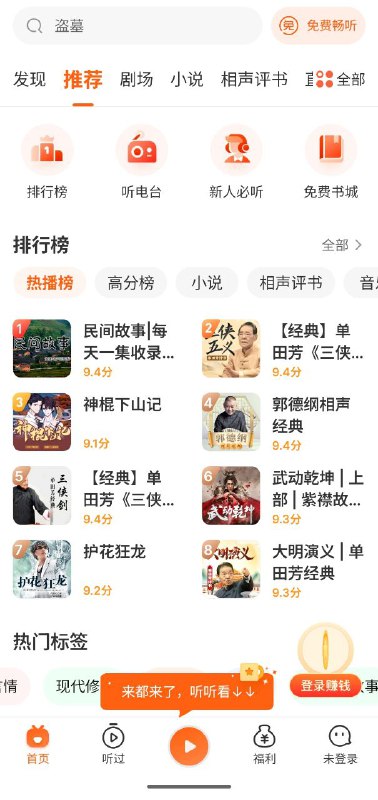 盗墓
免费畅听
发现 推荐 剧场 小说 相声评书 全部
排行榜 听电台 新人必听 免费书城
排行榜
全部
热播榜 高分榜 小说 相声评书
1
民间故事
民间故事|每
天一集收录...
9.4分
2
三侠
五义
【经典】单
田芳《三侠...
9.4分
3
神棍下山记
神棍下山记
9.1分
4
郭德纲
郭德纲相声
经典
9.4分
5
三侠剑
单田芳经典
【经典】单
田芳《三侠...
9.4分
6
武动乾坤
武动乾坤 | 上
部 | 紫襟故...
9.3分
7
护花狂龙
护花狂龙
9.2分
8
大明演义
大明演义 | 单
田芳经典
9.3分
热门标签
言情
现代修
故事
来都来了，听听看↓↓
登录赚钱
首页 听过 福利 未登录